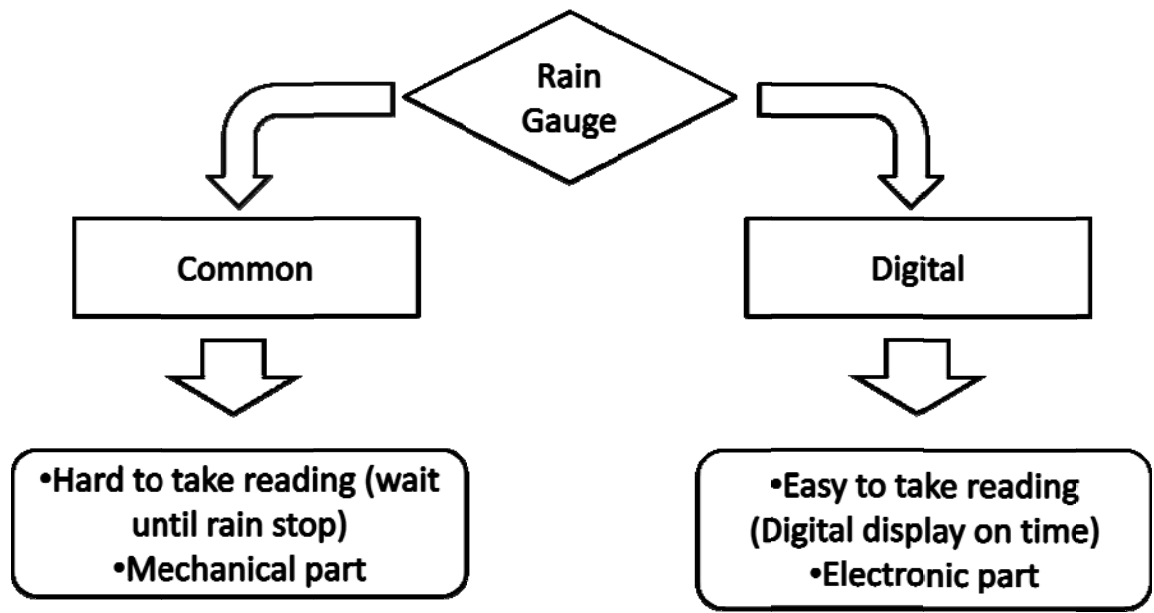 Rain
Gauge
Common
Digital
•Hard to take reading (wait
until rain stop)
•Mechanical part
•Easy to take reading
(Digital display on time)
•Electronic part